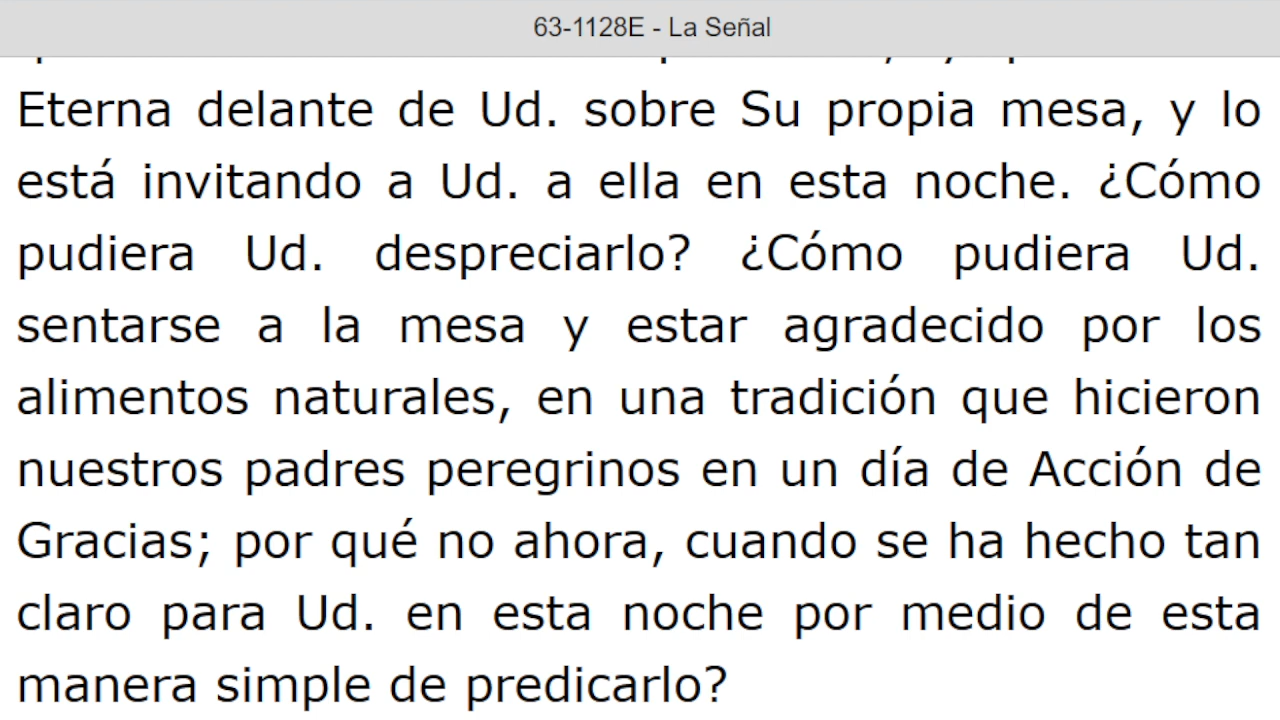 63-1128E - La Señal
Eterna delante de Ud. sobre Su propia mesa, y lo
está invitando a Ud. a ella en esta noche. ¿Cómo
pudiera Ud. despreciarlo? ¿Cómo pudiera Ud.
sentarse a la mesa y estar agradecido por los
alimentos naturales, en una tradición que hicieron
nuestros padres peregrinos en un día de Acción de
Gracias; por qué no ahora, cuando se ha hecho tan
claro para Ud. en esta noche por medio de esta
manera simple de predicarlo?